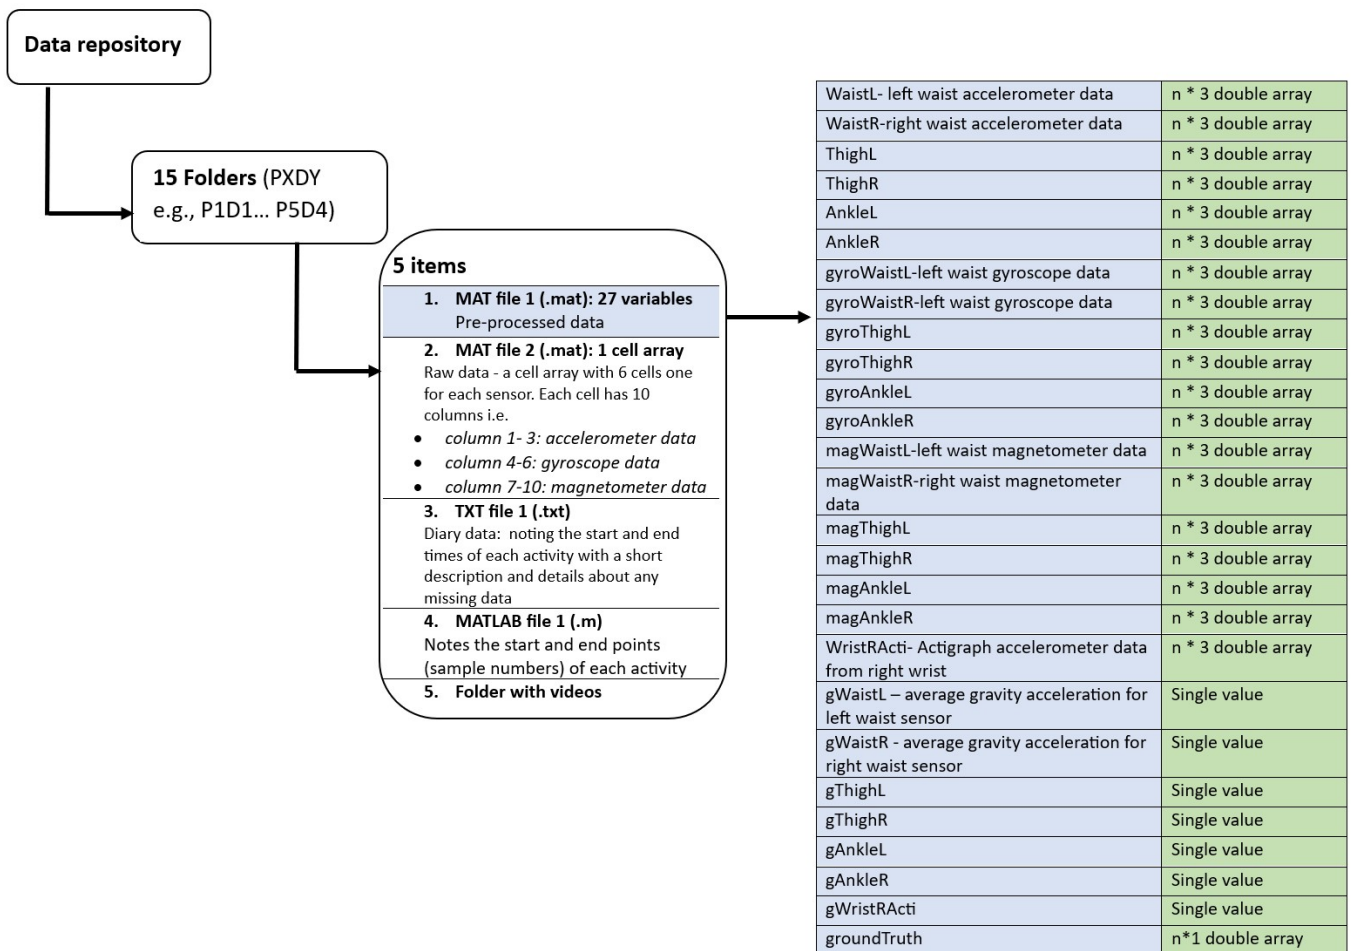 Data repository
15 Folders (PXDY
e.g., P1D1... P5D4)
5 items
1. MAT file 1 (.mat): 27 variables
Pre-processed data
2. MAT file 2 (.mat): 1 cell array
Raw data - a cell array with 6 cells one
for each sensor. Each cell has 10
columns i.e.
• column 1- 3: accelerometer data
• column 4-6: gyroscope data
• column 7-10: magnetometer data
3. TXT file 1 (.txt)
Diary data: noting the start and end
times of each activity with a short
description and details about any
missing data
4. MATLAB file 1 (.m)
Notes the start and end points
(sample numbers) of each activity
5. Folder with videos
WaistL- left waist accelerometer data n * 3 double array
WaistR-right waist accelerometer data n * 3 double array
ThighL n * 3 double array
ThighR n * 3 double array
AnkleL n * 3 double array
AnkleR n * 3 double array
gyroWaistL-left waist gyroscope data n * 3 double array
gyroWaistR-left waist gyroscope data n * 3 double array
gyroThighL n * 3 double array
gyroThighR n * 3 double array
gyroAnkleL n * 3 double array
gyroAnkleR n * 3 double array
magWaistL-left waist magnetometer data n * 3 double array
magWaistR-right waist magnetometer n * 3 double array
data
magThighL n * 3 double array
magThighR n * 3 double array
magAnkleL n * 3 double array
magAnkleR n * 3 double array
WristRActi- Actigraph accelerometer data n * 3 double array
from right wrist
gWaistL – average gravity acceleration for Single value
left waist sensor
gWaistR - average gravity acceleration for Single value
right waist sensor
gThighL Single value
gThighR Single value
gAnkleL Single value
gAnkleR Single value
gWristRActi Single value
groundTruth n*1 double array